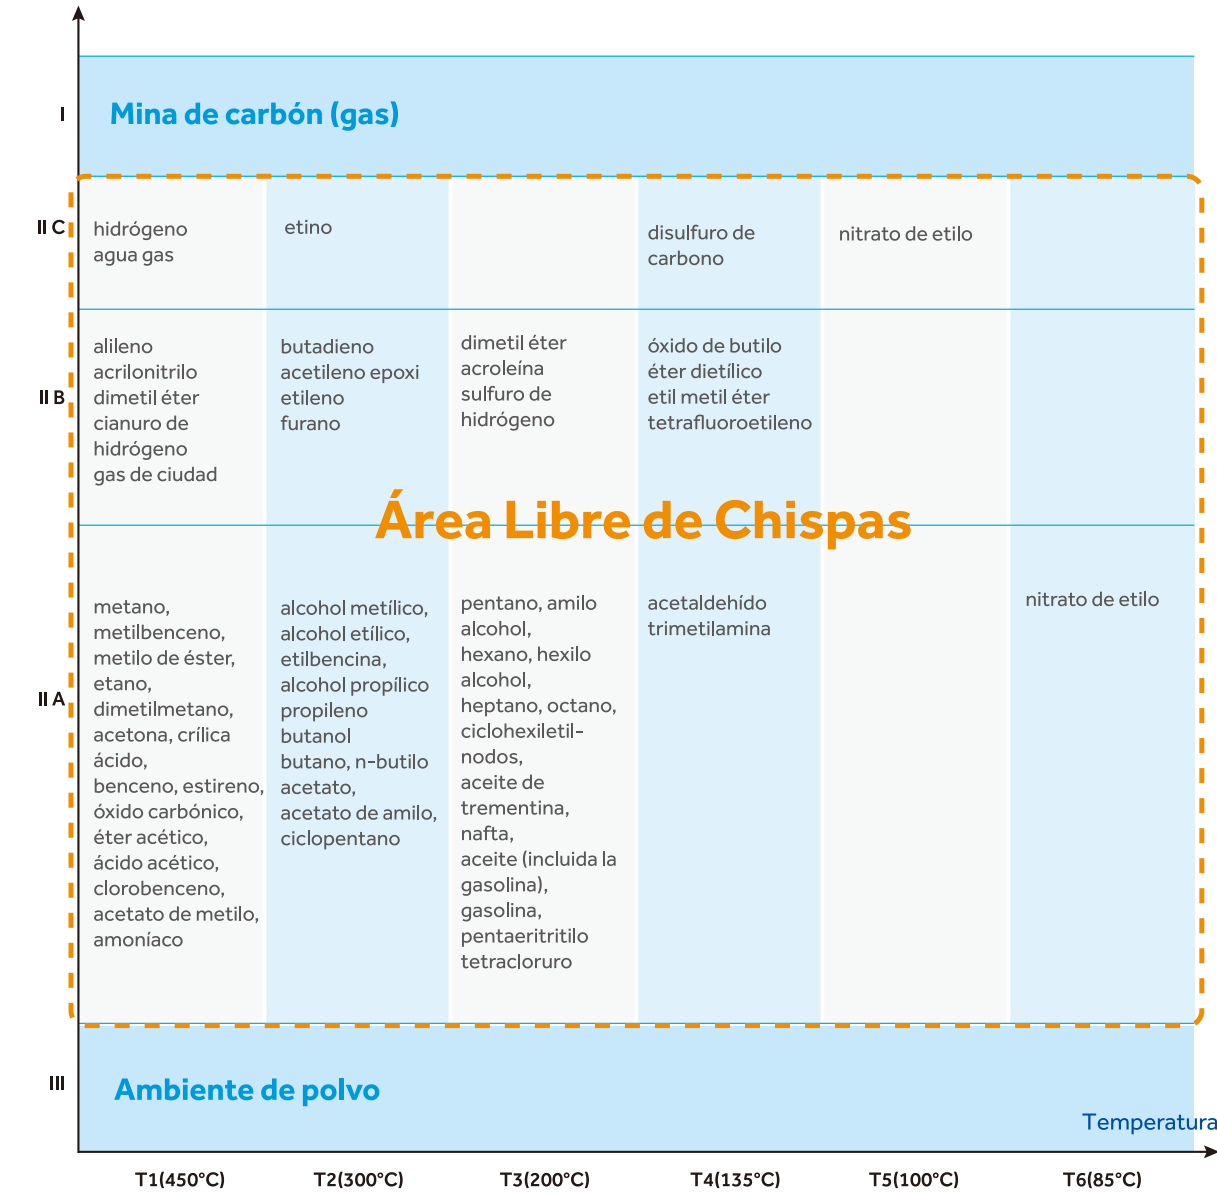 I
Mina de carbón (gas)
II C
hidrógeno
agua gas
etino
disulfuro de
carbono
nitrato de etilo
II B
alileno
acrilonitrilo
dimetil éter
cianuro de
hidrógeno
gas de ciudad
butadieno
acetileno epoxi
etileno
furano
dimetil éter
acroleína
sulfuro de
hidrógeno
óxido de butilo
éter dietílico
etil metil éter
tetrafluoroetileno
Área Libre de Chispas
II A
metano,
metilbenceno,
metilo de éster,
etano,
dimetilmetano,
acetona, crílica
ácido,
benceno, estireno,
óxido carbónico,
éter acético,
ácido acético,
clorobenceno,
acetato de metilo,
amoníaco
alcohol metílico,
alcohol etílico,
etilbencina,
alcohol propílico
propileno
butanol
butano, n-butilo
acetato,
acetato de amilo,
ciclopentano
pentano, amilo
alcohol,
hexano, hexilo
alcohol,
heptano, octano,
ciclohexiletil-
nodos,
aceite de
trementina,
nafta,
aceite (incluida la
gasolina),
gasolina,
pentaeritritilo
tetracloruro
acetaldehído
trimetilamina
nitrato de etilo
III
Ambiente de polvo
Temperatura
T1(450°C)
T2(300°C)
T3(200°C)
T4(135°C)
T5(100°C)
T6(85°C)